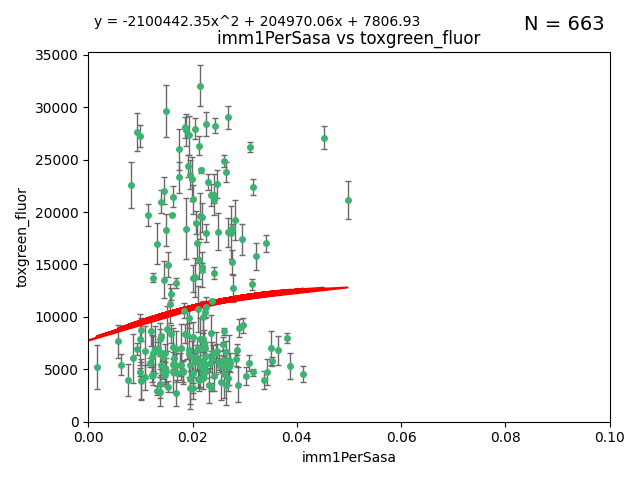 y = -2100442.35x^2 + 204970.06x + 7806.93
N = 663
imm1PerSasa vs toxgreen_fluor
35000
30000
25000
20000
15000
10000
5000
0
toxgreen_fluor
0.00 0.02 0.04 0.06 0.08 0.10
imm1PerSasa